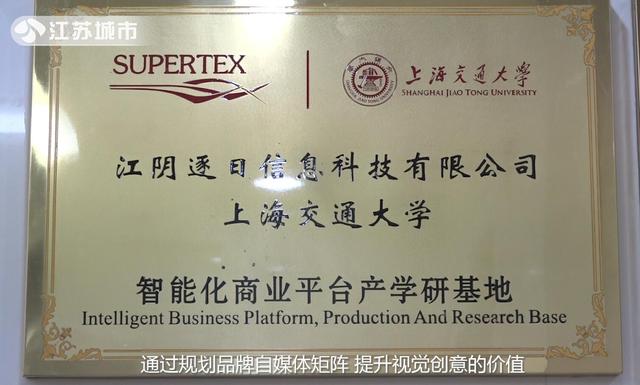 江苏城市
SUPERTEX
上海交通大学
SHANGHAI JIAO TONG UNIVERSITY
江阴逐日信息科技有限公司
上海交通大学
智能化商业平台产学研基地
Intelligent Business Platform, Production And Research Base
通过规划品牌自媒体矩阵 提升视觉创意的价值